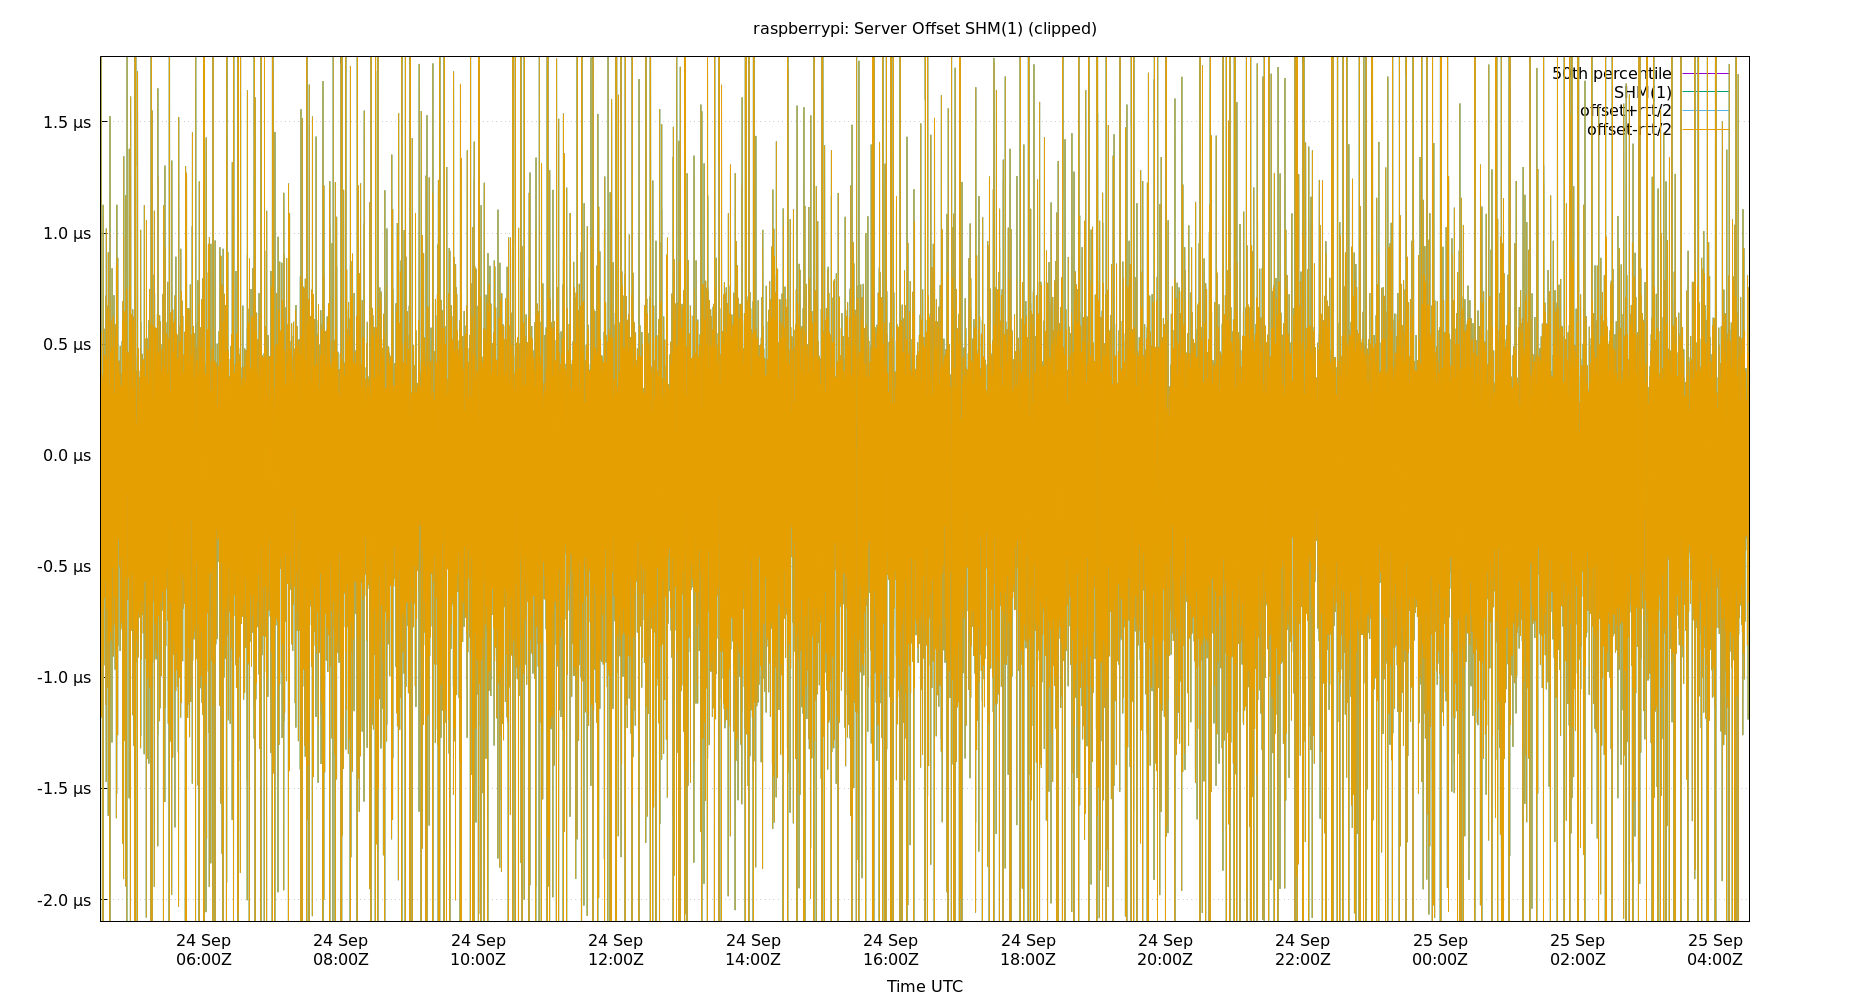 raspberrypi: Server Offset SHM(1) (clipped)
50th percentile
SHM(1)
offset+rtt/2
offset-rtt/2
1.5 µs
1.0 µs
0.5 µs
0.0 µs
-0.5 µs
-1.0 µs
-1.5 µs
-2.0 µs
24 Sep 24 Sep 24 Sep 24 Sep 24 Sep 24 Sep 24 Sep 24 Sep 24 Sep 25 Sep 25 Sep 25 Sep
06:00Z 08:00Z 10:00Z 12:00Z 14:00Z 16:00Z 18:00Z 20:00Z 22:00Z 00:00Z 02:00Z 04:00Z
Time UTC